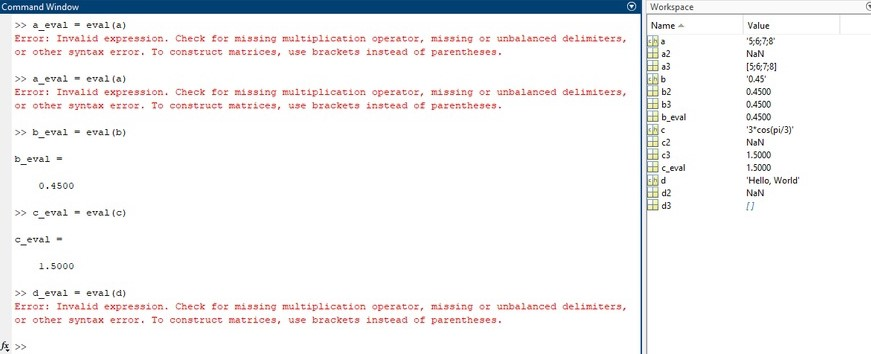 Command Window
>> a_eval = eval(a)
Error: Invalid expression. Check for missing multiplication operator, missing or unbalanced delimiters,
or other syntax error. To construct matrices, use brackets instead of parentheses.
>> a_eval = eval(a)
Error: Invalid expression. Check for missing multiplication operator, missing or unbalanced delimiters,
or other syntax error. To construct matrices, use brackets instead of parentheses.
>> b_eval = eval(b)
b_eval =
0.4500
>> c_eval = eval(c)
c_eval =
1.5000
>> d_eval = eval(d)
Error: Invalid expression. Check for missing multiplication operator, missing or unbalanced delimiters,
or other syntax error. To construct matrices, use brackets instead of parentheses.
fx >>
Workspace
Name Value
a '5;6;7;8'
a2 NaN
a3 [5;6;7;8]
b '0.45'
b2 0.4500
b3 0.4500
b_eval 0.4500
c '3*cos(pi/3)'
c2 NaN
c3 1.5000
c_eval 1.5000
d 'Hello, World'
d2 NaN
d3 []